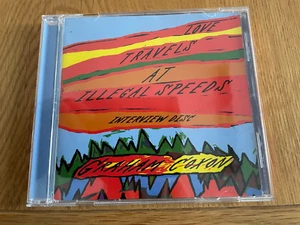 LOVE
TRAVELS
AT
ILLEGAL SPEEDS
INTERVIEW DISC
GRAHAM COXON